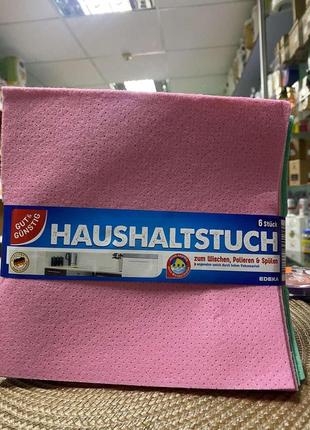 GUT&
GÜNSTIG
6 Stück
HAUSHALTSTUCH
zum Wischen, Polieren & Spülen
EDEKA